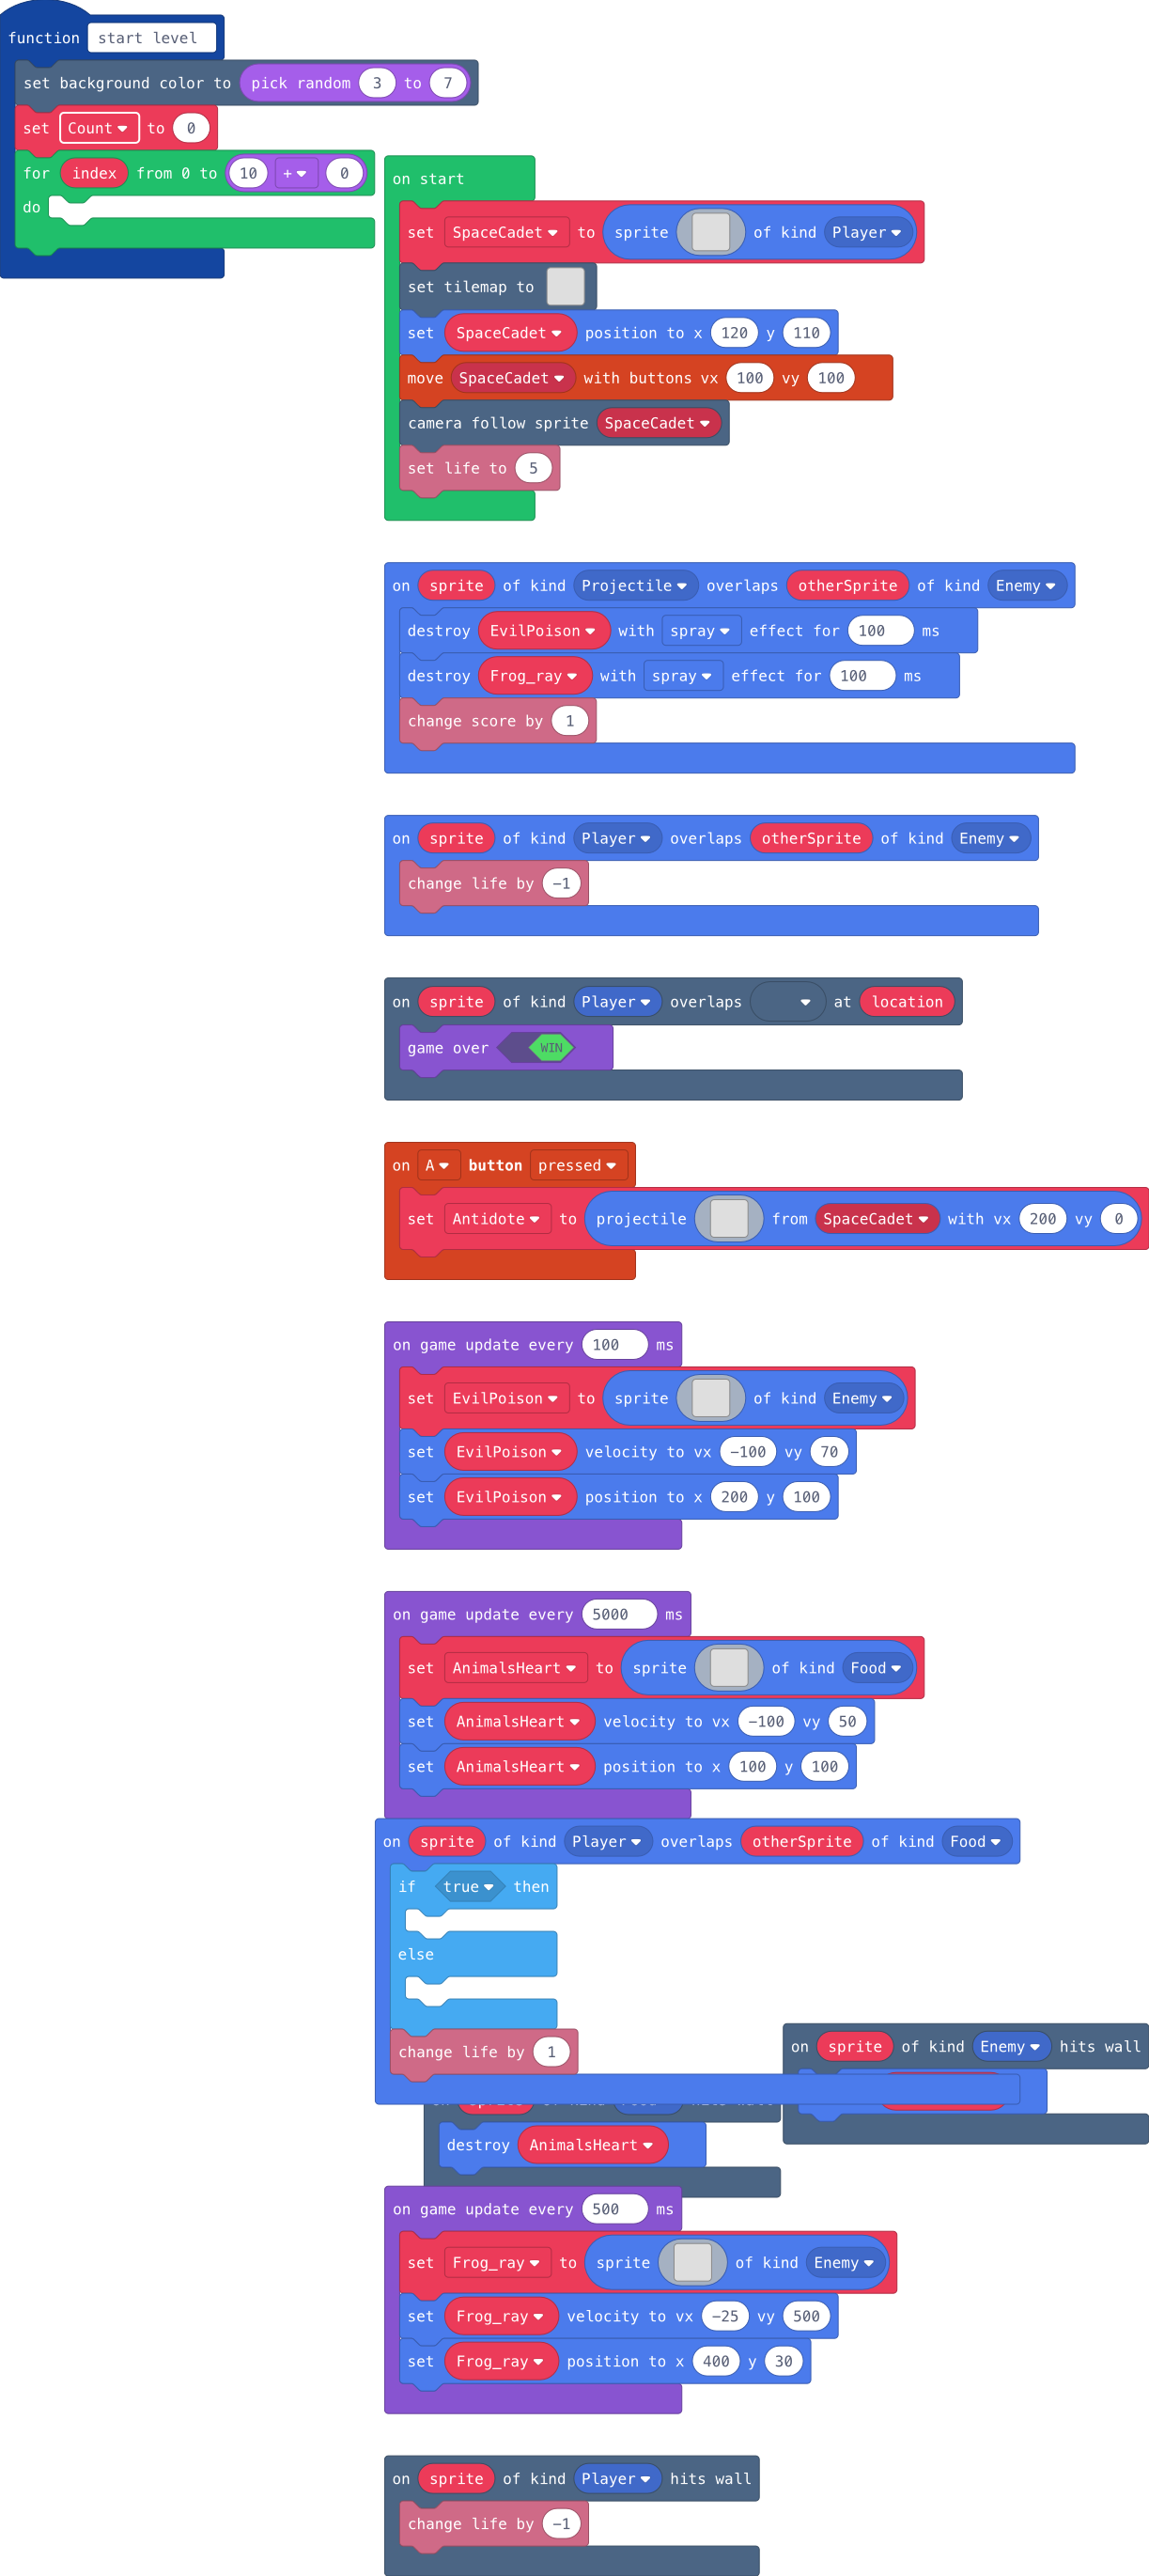 function start level
set background color to pick random 3 to 7
set Count to 0
for index from 0 to 10 + 0
do
on start
set SpaceCadet to sprite of kind Player
set tilemap to
set SpaceCadet position to x 120 y 110
move SpaceCadet with buttons vx 100 vy 100
camera follow sprite SpaceCadet
set life to 5
on sprite of kind Projectile overlaps otherSprite of kind Enemy
destroy EvilPoison with spray effect for 100 ms
destroy Frog_ray with spray effect for 100 ms
change score by 1
on sprite of kind Player overlaps otherSprite of kind Enemy
change life by -1
on sprite of kind Player overlaps at location
game over WIN
on A button pressed
set Antidote to projectile from SpaceCadet with vx 200 vy 0
on game update every 100 ms
set EvilPoison to sprite of kind Enemy
set EvilPoison velocity to vx -100 vy 70
set EvilPoison position to x 200 y 100
on game update every 5000 ms
set AnimalsHeart to sprite of kind Food
set AnimalsHeart velocity to vx -100 vy 50
set AnimalsHeart position to x 100 y 100
on sprite of kind Player overlaps otherSprite of kind Food
if true then
else
change life by 1
on sprite of kind Enemy hits wall
destroy AnimalsHeart
on game update every 500 ms
set Frog_ray to sprite of kind Enemy
set Frog_ray velocity to vx -25 vy 500
set Frog_ray position to x 400 y 30
on sprite of kind Player hits wall
change life by -1